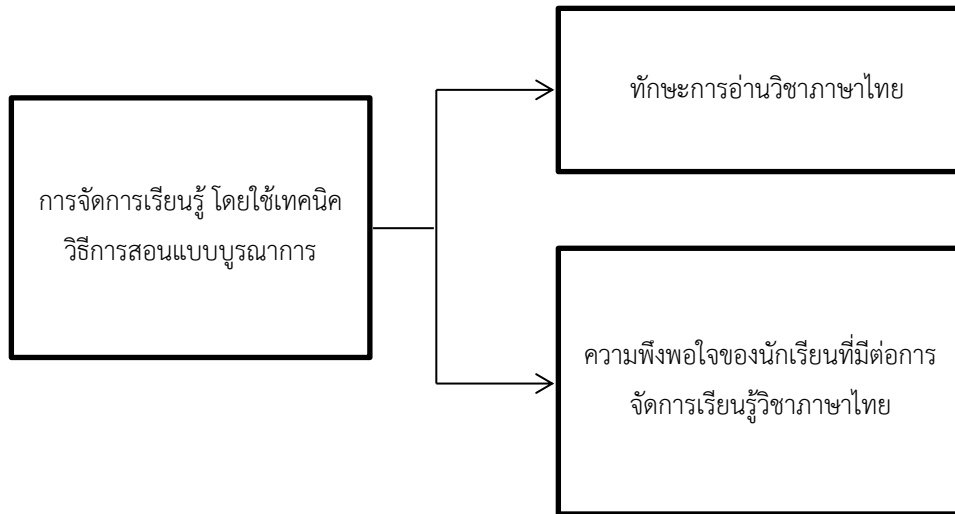 ทักษะการอ่านวิชาภาษาไทย
การจัดการเรียนรู้ โดยใช้เทคนิค
วิธีการสอนแบบบูรณาการ
ความพึงพอใจของนักเรียนที่มีต่อการ
จัดการเรียนรู้วิชาภาษาไทย